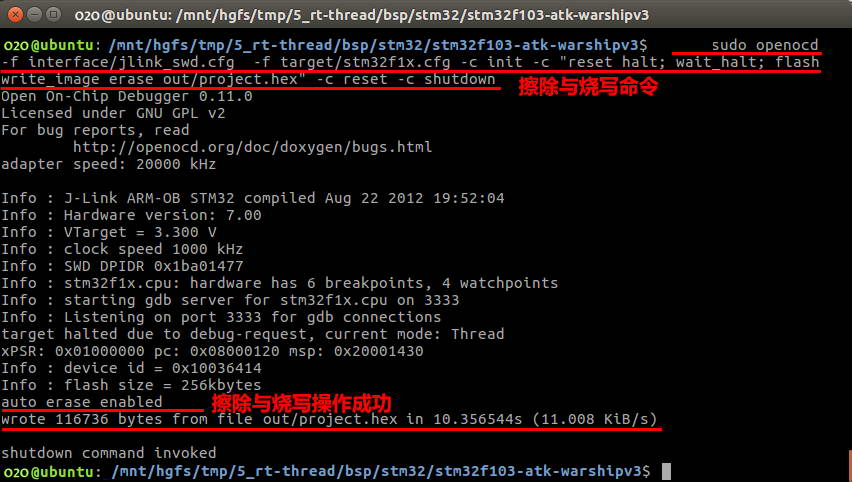 o2o@ubuntu: /mnt/hgfs/tmp/5_rt-thread/bsp/stm32/stm32f103-atk-warshipv3
o2o@ubuntu: /mnt/hgfs/tmp/5_rt-thread/bsp/stm32/stm32f103-atk-warshipv3$ sudo openocd
-f interface/jlink_swd.cfg  -f target/stm32f1x.cfg -c init -c "reset halt; wait_halt; flash
write_image erase out/project.hex" -c reset -c shutdown
擦除与烧写命令
Open On-Chip Debugger 0.11.0
Licensed under GNU GPL v2
For bug reports, read
http://openocd.org/doc/doxygen/bugs.html
adapter speed: 20000 kHz
Info : J-Link ARM-OB STM32 compiled Aug 22 2012 19:52:04
Info : Hardware version: 7.00
Info : VTarget = 3.300 V
Info : clock speed 1000 kHz
Info : SWD DPIDR 0x1ba01477
Info : stm32f1x.cpu: hardware has 6 breakpoints, 4 watchpoints
Info : starting gdb server for stm32f1x.cpu on 3333
Info : Listening on port 3333 for gdb connections
target halted due to debug-request, current mode: Thread
xPSR: 0x01000000 pc: 0x08000120 msp: 0x20001430
Info : device id = 0x10036414
Info : flash size = 256kbytes
auto erase enabled
擦除与烧写操作成功
wrote 116736 bytes from file out/project.hex in 10.356544s (11.008 KiB/s)
shutdown command invoked
o2o@ubuntu: /mnt/hgfs/tmp/5_rt-thread/bsp/stm32/stm32f103-atk-warshipv3$